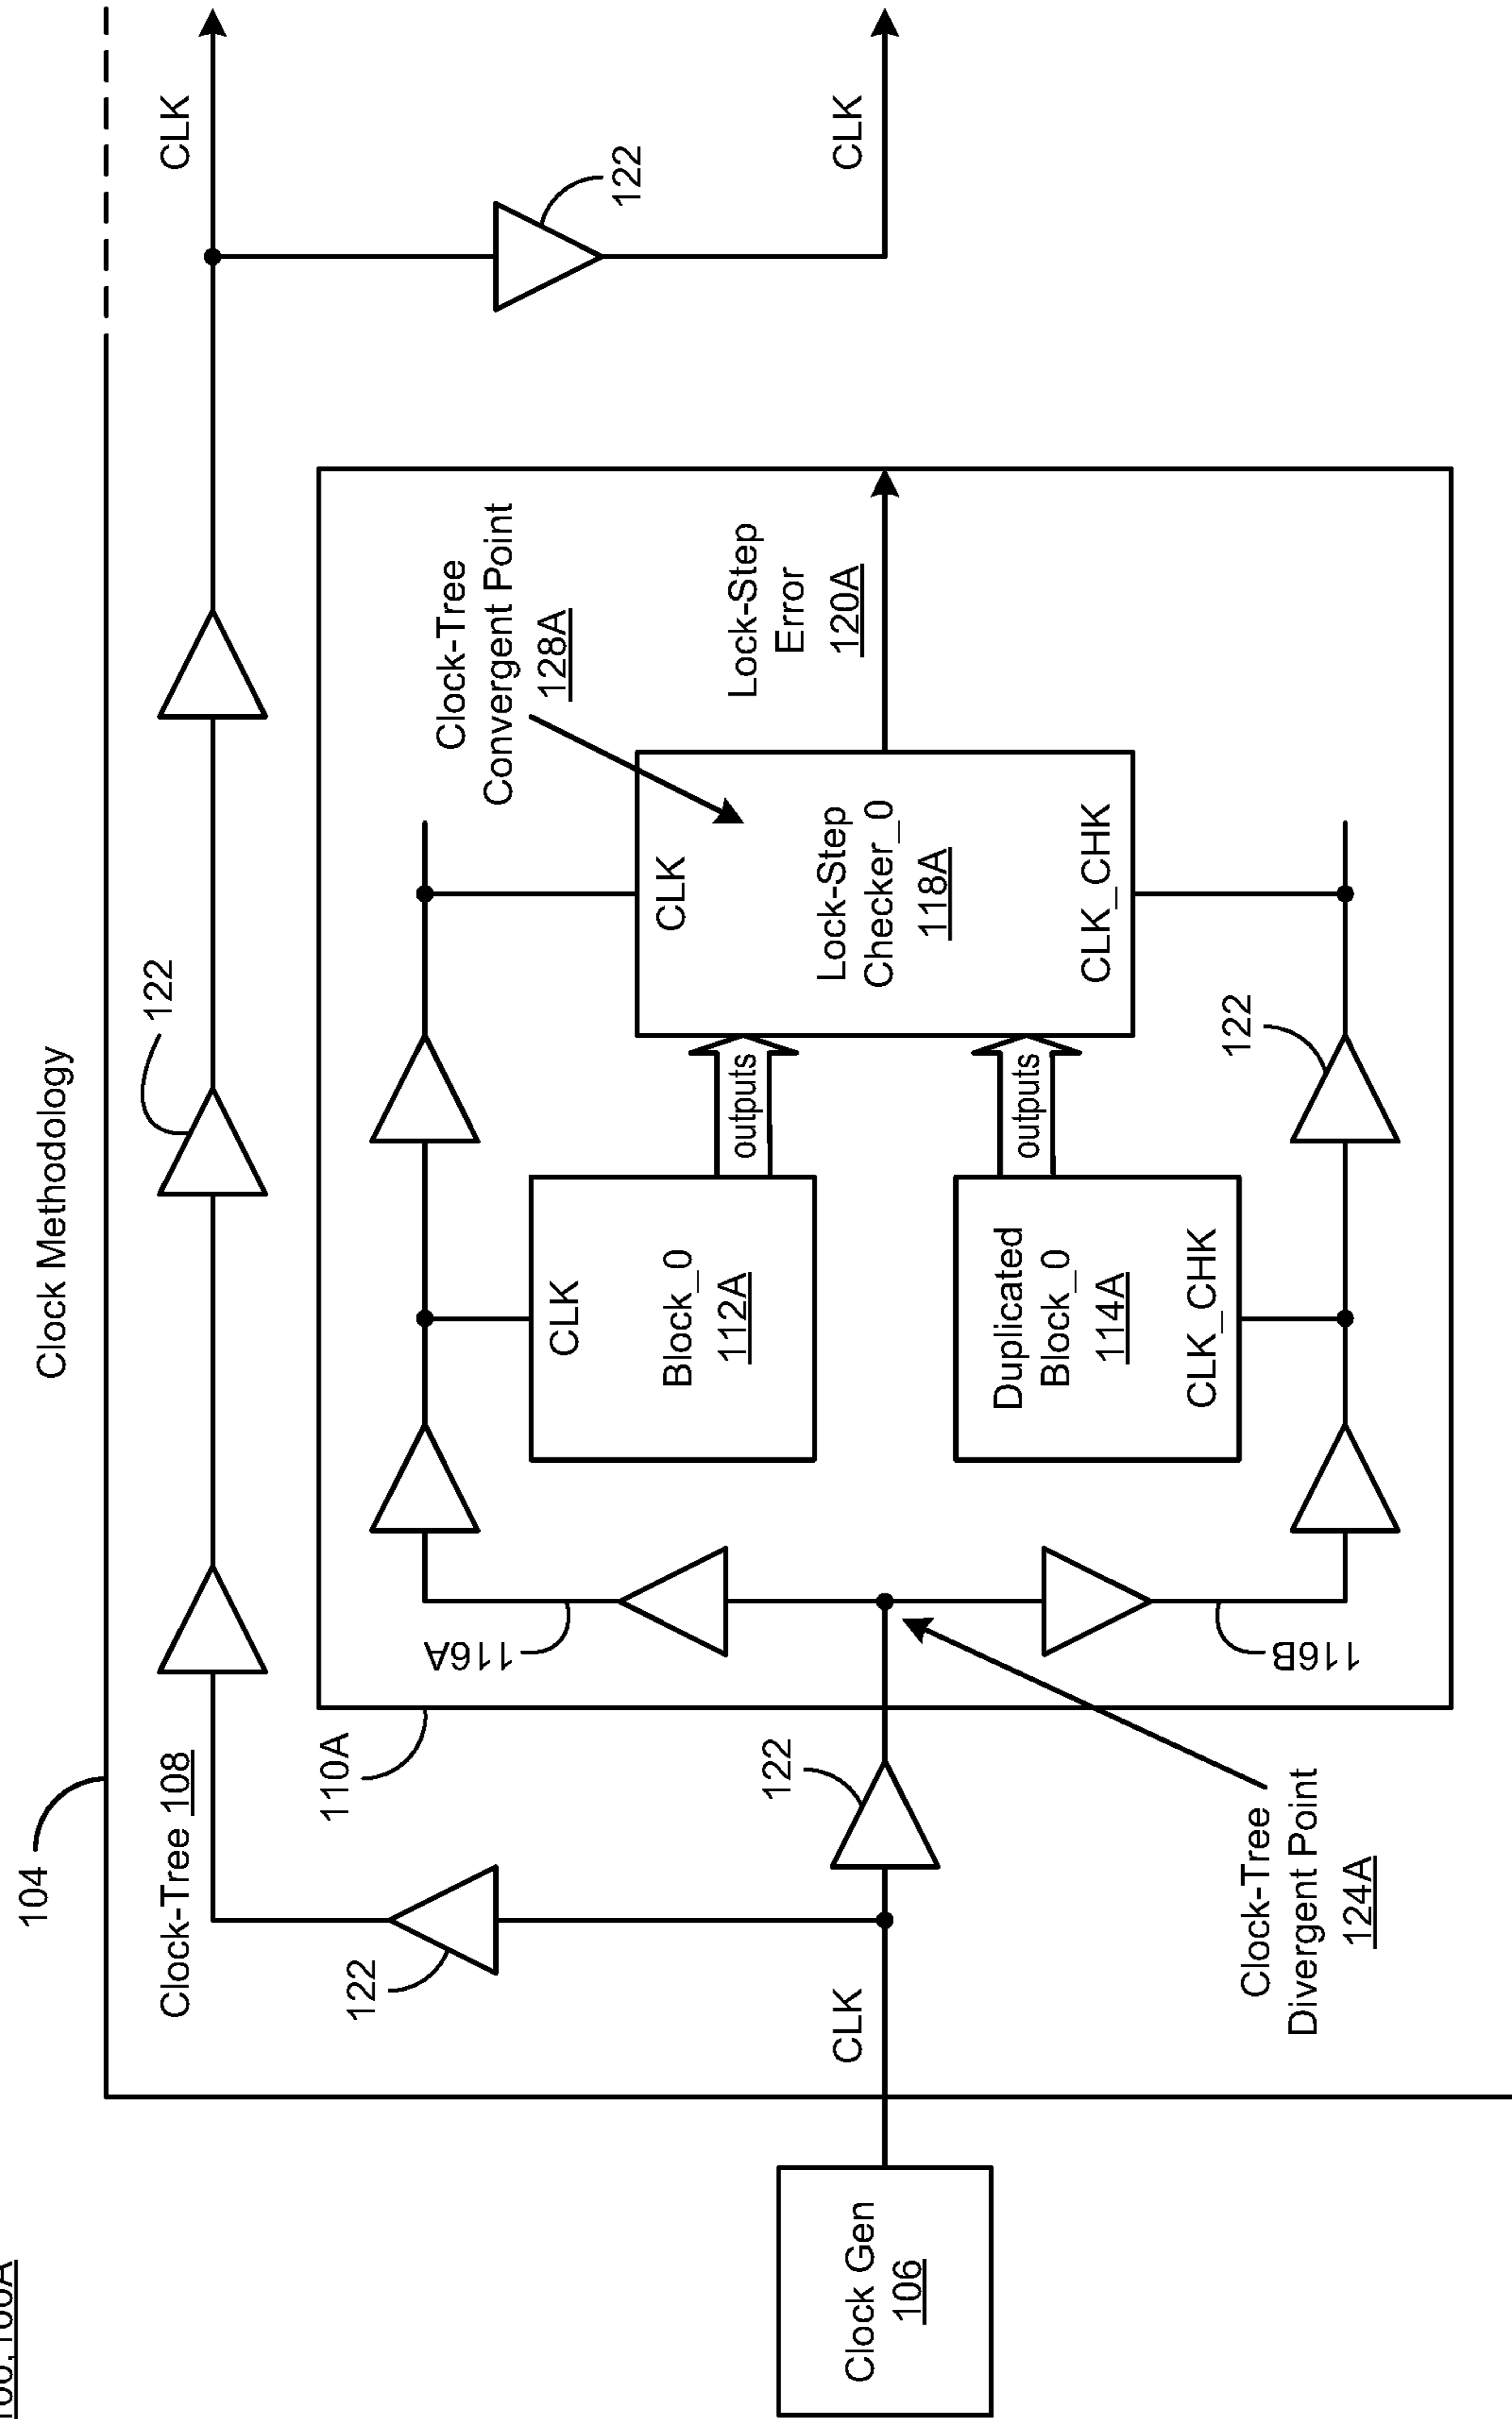 Clock Methodology
104
Clock-Tree 108
122
122
CLK
122
CLK
110A
116A
CLK
Block_0
112A
outputs
Clock-Tree
Convergent Point
128A
CLK
Lock-Step
Checker_0
118A
CLK_CHK
Lock-Step
Error
120A
Clock Gen
106
CLK
122
Duplicated
Block_0
114A
CLK_CHK
outputs
116B
122
Clock-Tree
Divergent Point
124A